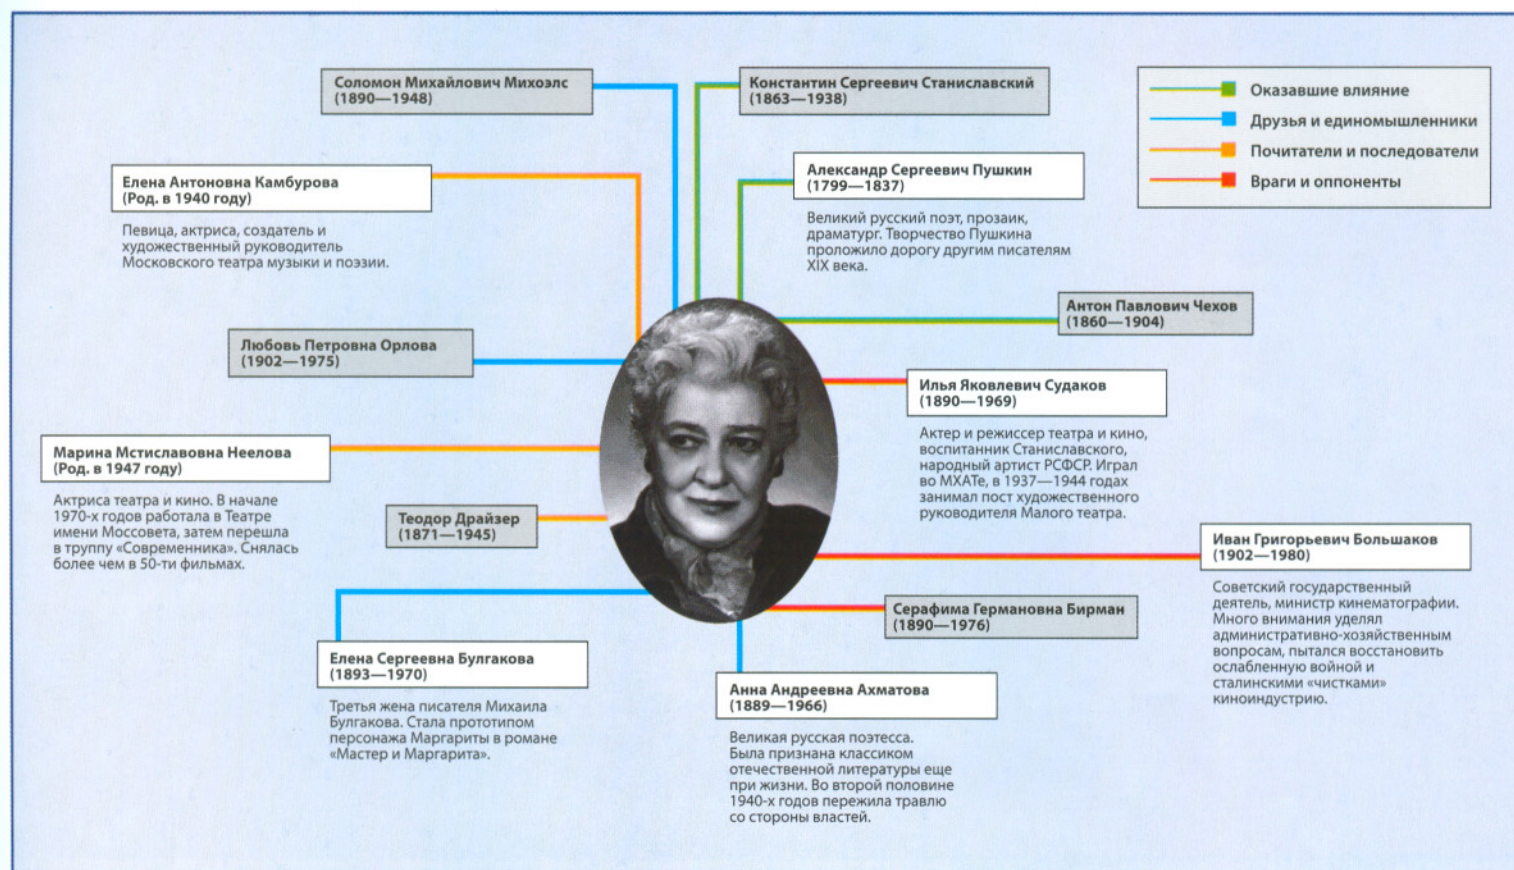 Соломон Михайлович Михоэлс
(1890—1948)
Константин Сергеевич Станиславский
(1863—1938)
Оказавшие влияние
Друзья и единомышленники
Почитатели и последователи
Враги и оппоненты
Елена Антоновна Камбурова
(Род. в 1940 году)
Певица, актриса, создатель и
художественный руководитель
Московского театра музыки и поэзии.
Александр Сергеевич Пушкин
(1799—1837)
Великий русский поэт, прозаик,
драматург. Творчество Пушкина
проложило дорогу другим писателям
XIX века.
Антон Павлович Чехов
(1860—1904)
Любовь Петровна Орлова
(1902—1975)
Илья Яковлевич Судаков
(1890—1969)
Актер и режиссер театра и кино,
воспитанник Станиславского,
народный артист РСФСР. Играл
во МХАТе, в 1937—1944 годах
занимал пост художественного
руководителя Малого театра.
Марина Мстиславовна Неелова
(Род. в 1947 году)
Актриса театра и кино. В начале
1970-х годов работала в Театре
имени Моссовета, затем перешла
в труппу «Современника». Снялась
более чем в 50-ти фильмах.
Теодор Драйзер
(1871—1945)
Иван Григорьевич Большаков
(1902—1980)
Советский государственный
деятель, министр кинематографии.
Много внимания уделял
административно-хозяйственным
вопросам, пытался восстановить
ослабленную войной и
сталинскими «чистками»
киноиндустрию.
Серафима Германовна Бирман
(1890—1976)
Елена Сергеевна Булгакова
(1893—1970)
Третья жена писателя Михаила
Булгакова. Стала прототипом
персонажа Маргариты в романе
«Мастер и Маргарита».
Анна Андреевна Ахматова
(1889—1966)
Великая русская поэтесса.
Была признана классиком
отечественной литературы еще
при жизни. Во второй половине
1940-х годов пережила травлю
со стороны властей.